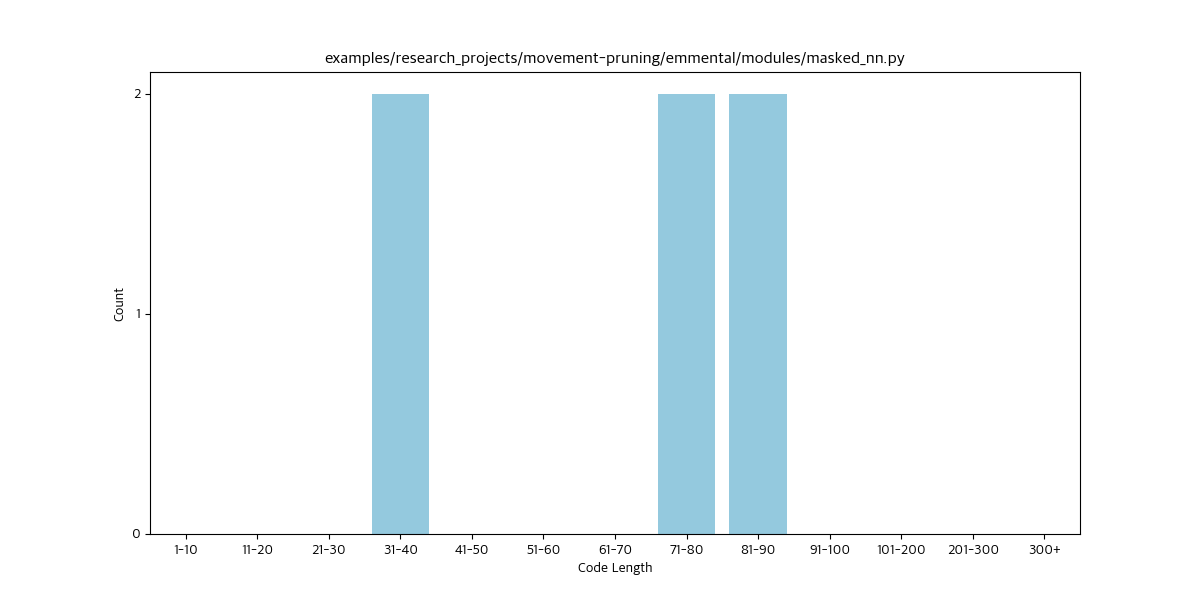 examples/research_projects/movement-pruning/emmental/modules/masked_nn.py
2
1
0
Count
1-10 11-20 21-30 31-40 41-50 51-60 61-70 71-80 81-90 91-100 101-200 201-300 300+
Code Length